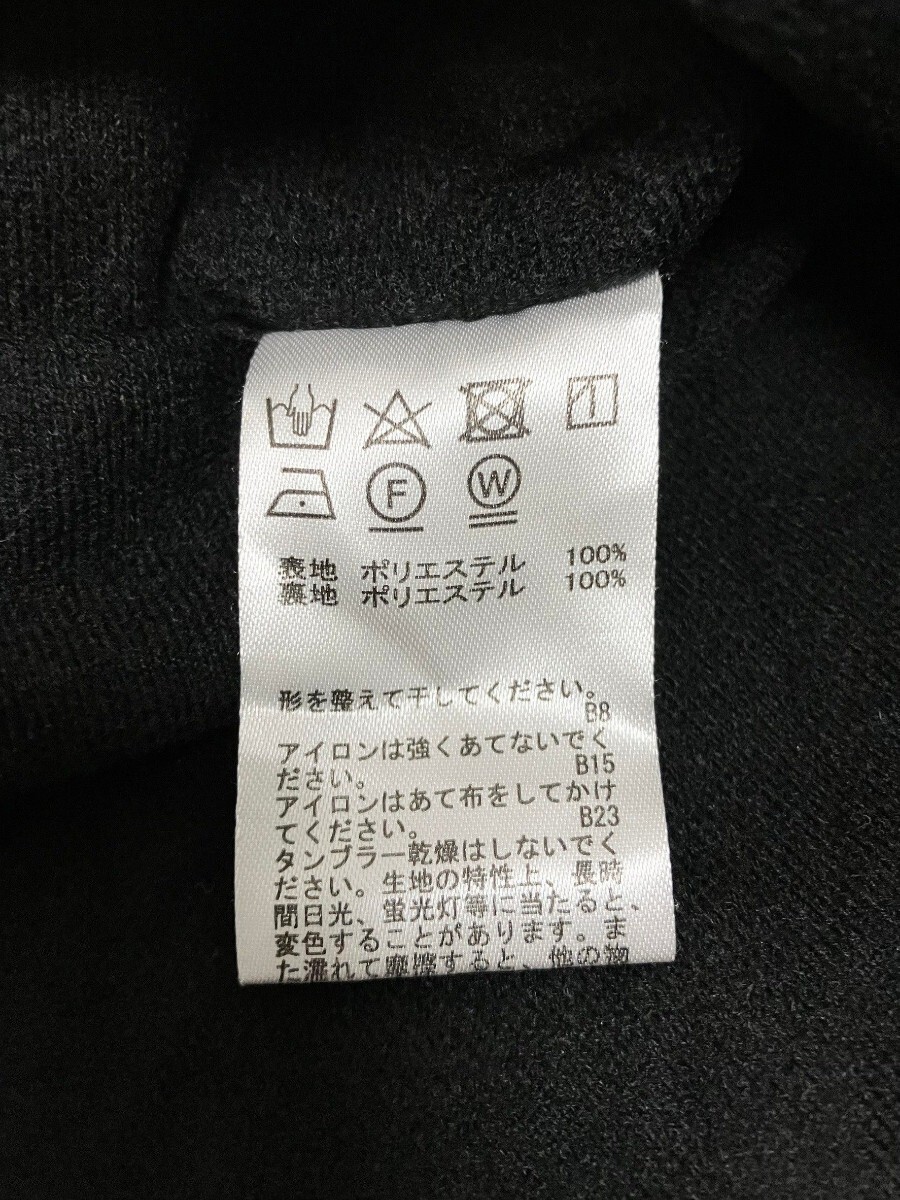 F
W
表地 ポリエステル 100%
裏地 ポリエステル 100%
形を整えて干してください。
B8
アイロンは強くあてないでく
ださい。 B15
アイロンはあて布をしてかけ
てください。 B23
タンブラー乾燥はしないでく
ださい。生地の特性上、長時
間日光、蛍光灯等に当たると、
変色することがあります。ま
た濡れて摩擦すると、他の物